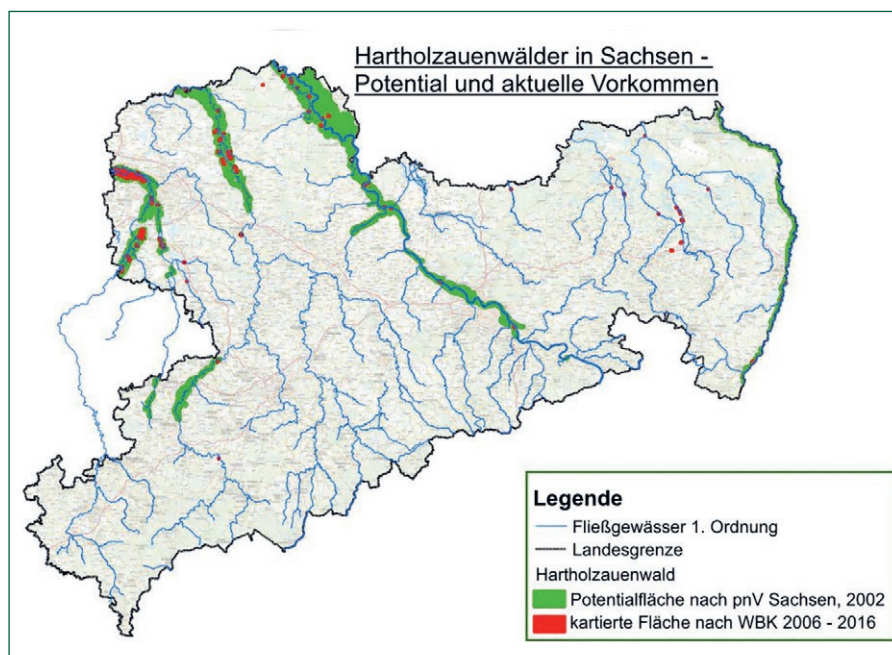 Hartholzauenwälder in Sachsen -
Potential und aktuelle Vorkommen
Legende
Fließgewässer 1. Ordnung
Landesgrenze
Hartholzauenwald
Potentialfläche nach pnV Sachsen, 2002
kartierte Fläche nach WBK 2006 - 2016